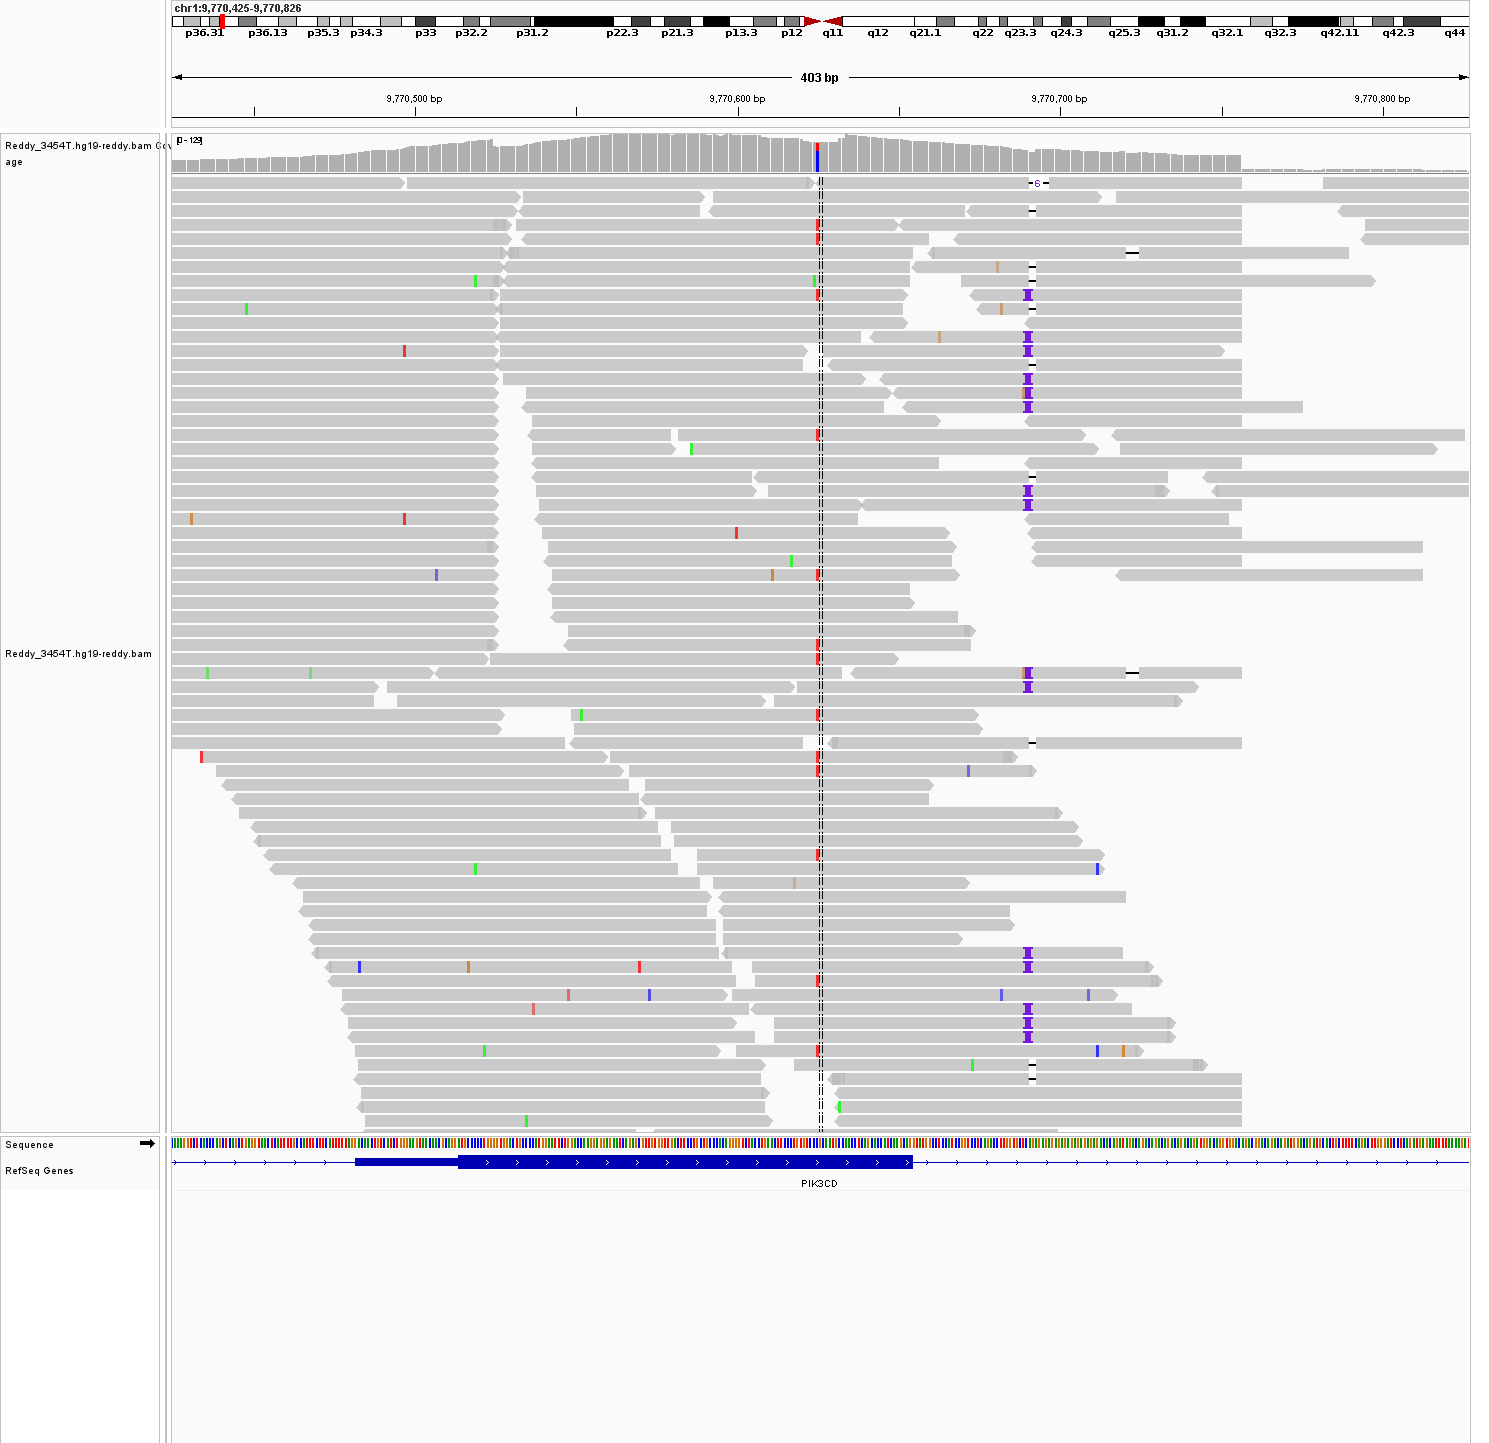 chr1:9,770,425-9,770,826
p36.31 p36.13 p35.3 p34.3 p33 p32.2 p31.2 p22.3 p21.3 p13.3 p12 q11 q12 q21.1 q22 q23.3 q24.3 q25.3 q31.2 q32.1 q32.3 q42.11 q42.3 q44
403 bp
9,770,500 bp 9,770,600 bp 9,770,700 bp 9,770,800 bp
Reddy_3454T.hg19-reddy.bam Cov
age
[0 - 129]
6
Reddy_3454T.hg19-reddy.bam
Sequence
RefSeq Genes
PIK3CD